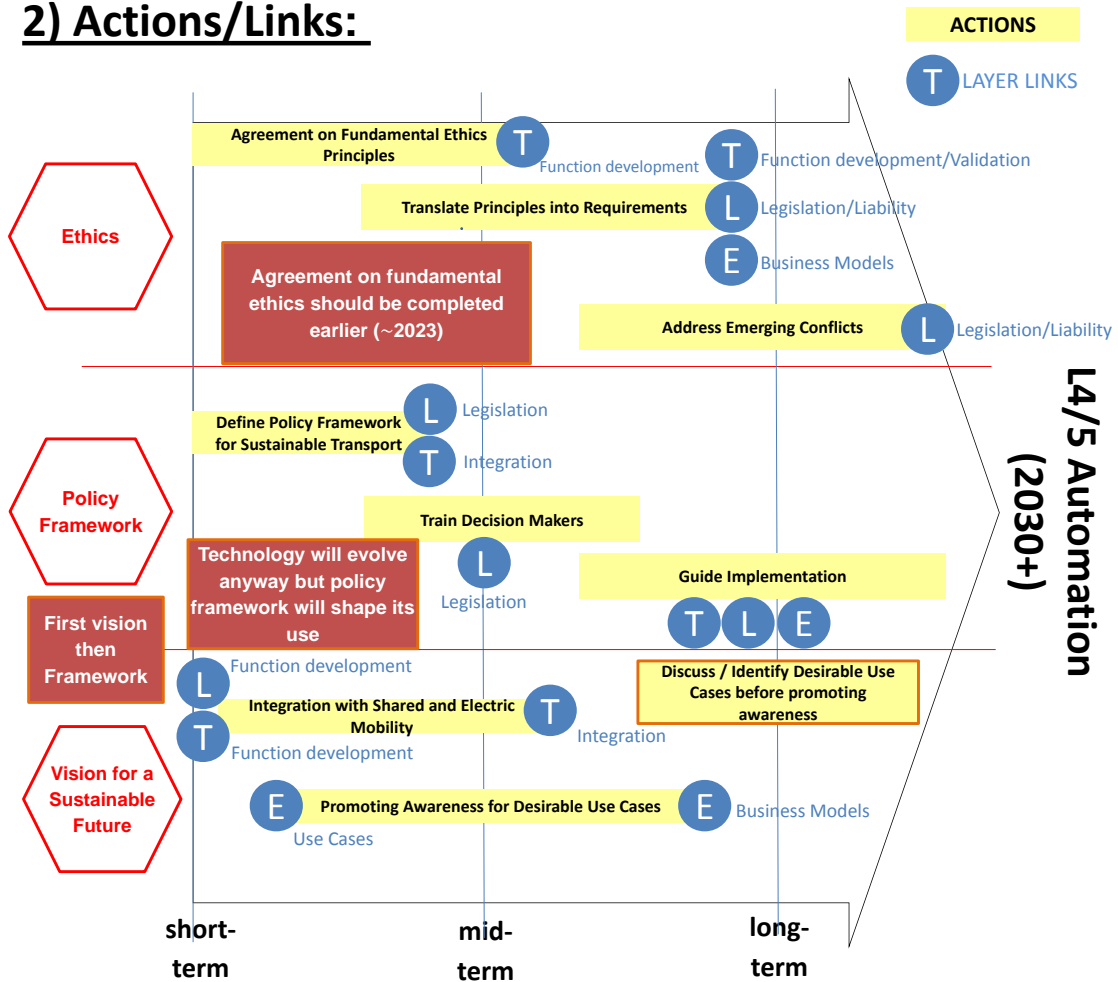 2) Actions/Links:
ACTIONS
T
LAYER LINKS
Agreement on Fundamental Ethics
Principles
T
Function development
T
Function development/Validation
Translate Principles into Requirements
L
Legislation/Liability
E
Business Models
Ethics
Agreement on fundamental
ethics should be completed
earlier (~2023)
Address Emerging Conflicts
L
Legislation/Liability
L4/5 Automation
(2030+)
Define Policy Framework
for Sustainable Transport
L
Legislation
T
Integration
Policy
Framework
Train Decision Makers
L
Legislation
Technology will evolve
anyway but policy
framework will shape its
use
Guide Implementation
T
L
E
First vision
then
Framework
L
Function development
Integration with Shared and Electric
Mobility
T
Integration
T
Function development
Discuss / Identify Desirable Use
Cases before promoting
awareness
Vision for a
Sustainable
Future
E
Use Cases
Promoting Awareness for Desirable Use Cases
E
Business Models
short-
term
mid-
term
long-
term